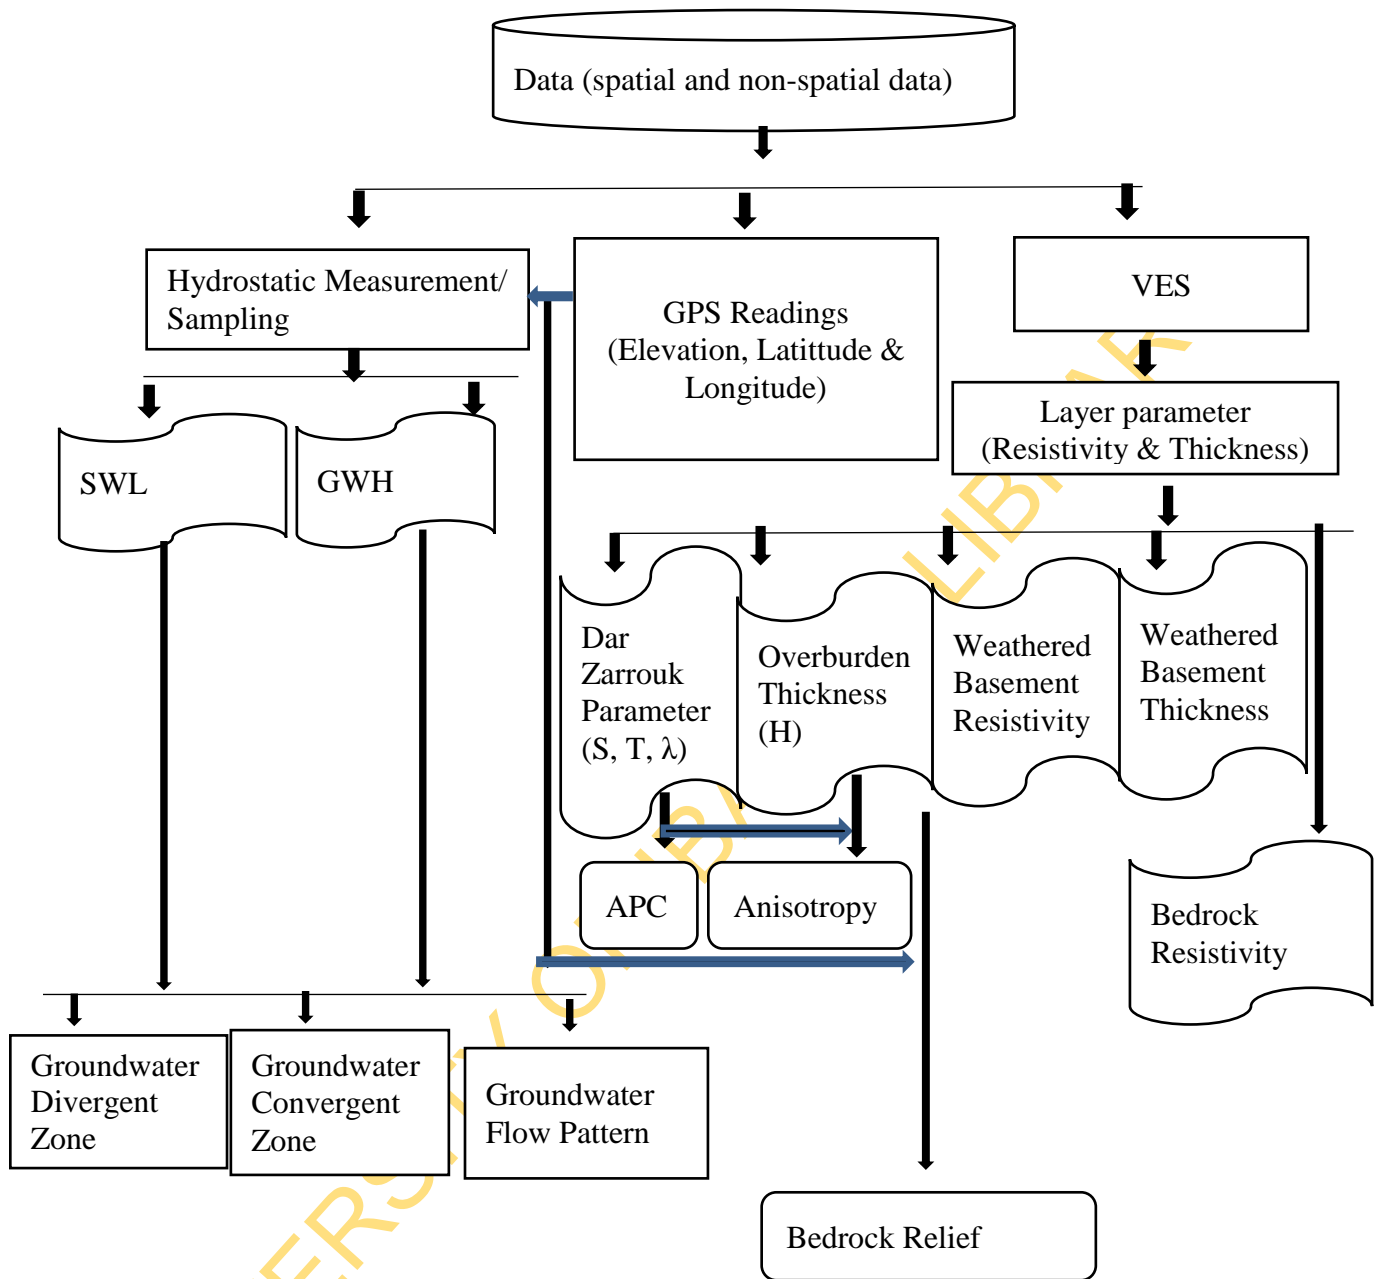 Data (spatial and non-spatial data)
Hydrostatic Measurement/
Sampling
GPS Readings
(Elevation, Latittude &
Longitude)
VES
Layer parameter
(Resistivity & Thickness)
SWL
GWH
Dar
Zarrouk
Parameter
(S, T, λ)
Overburden
Thickness
(H)
Weathered
Basement
Resistivity
Weathered
Basement
Thickness
APC
Anisotropy
Bedrock
Resistivity
Groundwater
Divergent
Zone
Groundwater
Convergent
Zone
Groundwater
Flow Pattern
Bedrock Relief